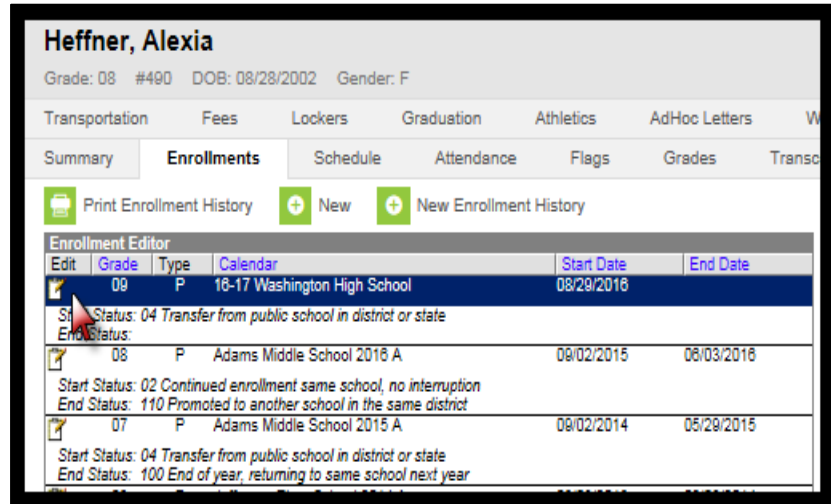 Heffner, Alexia
Grade: 08 #490 DOB: 08/28/2002 Gender: F
Transportation Fees Lockers Graduation Athletics AdHoc Letters W
Summary Enrollments Schedule Attendance Flags Grades Transc
Print Enrollment History New New Enrollment History
Enrollment Editor
Edit Grade Type Calendar Start Date End Date
09 P 16-17 Washington High School 08/29/2016
Status: 04 Transfer from public school in district or state
End Status:
08 P Adams Middle School 2016 A 09/02/2015 06/03/2016
Start Status: 02 Continued enrollment same school, no interruption
End Status: 110 Promoted to another school in the same district
07 P Adams Middle School 2015 A 09/02/2014 05/29/2015
Start Status: 04 Transfer from public school in district or state
End Status: 100 End of year, returning to same school next year